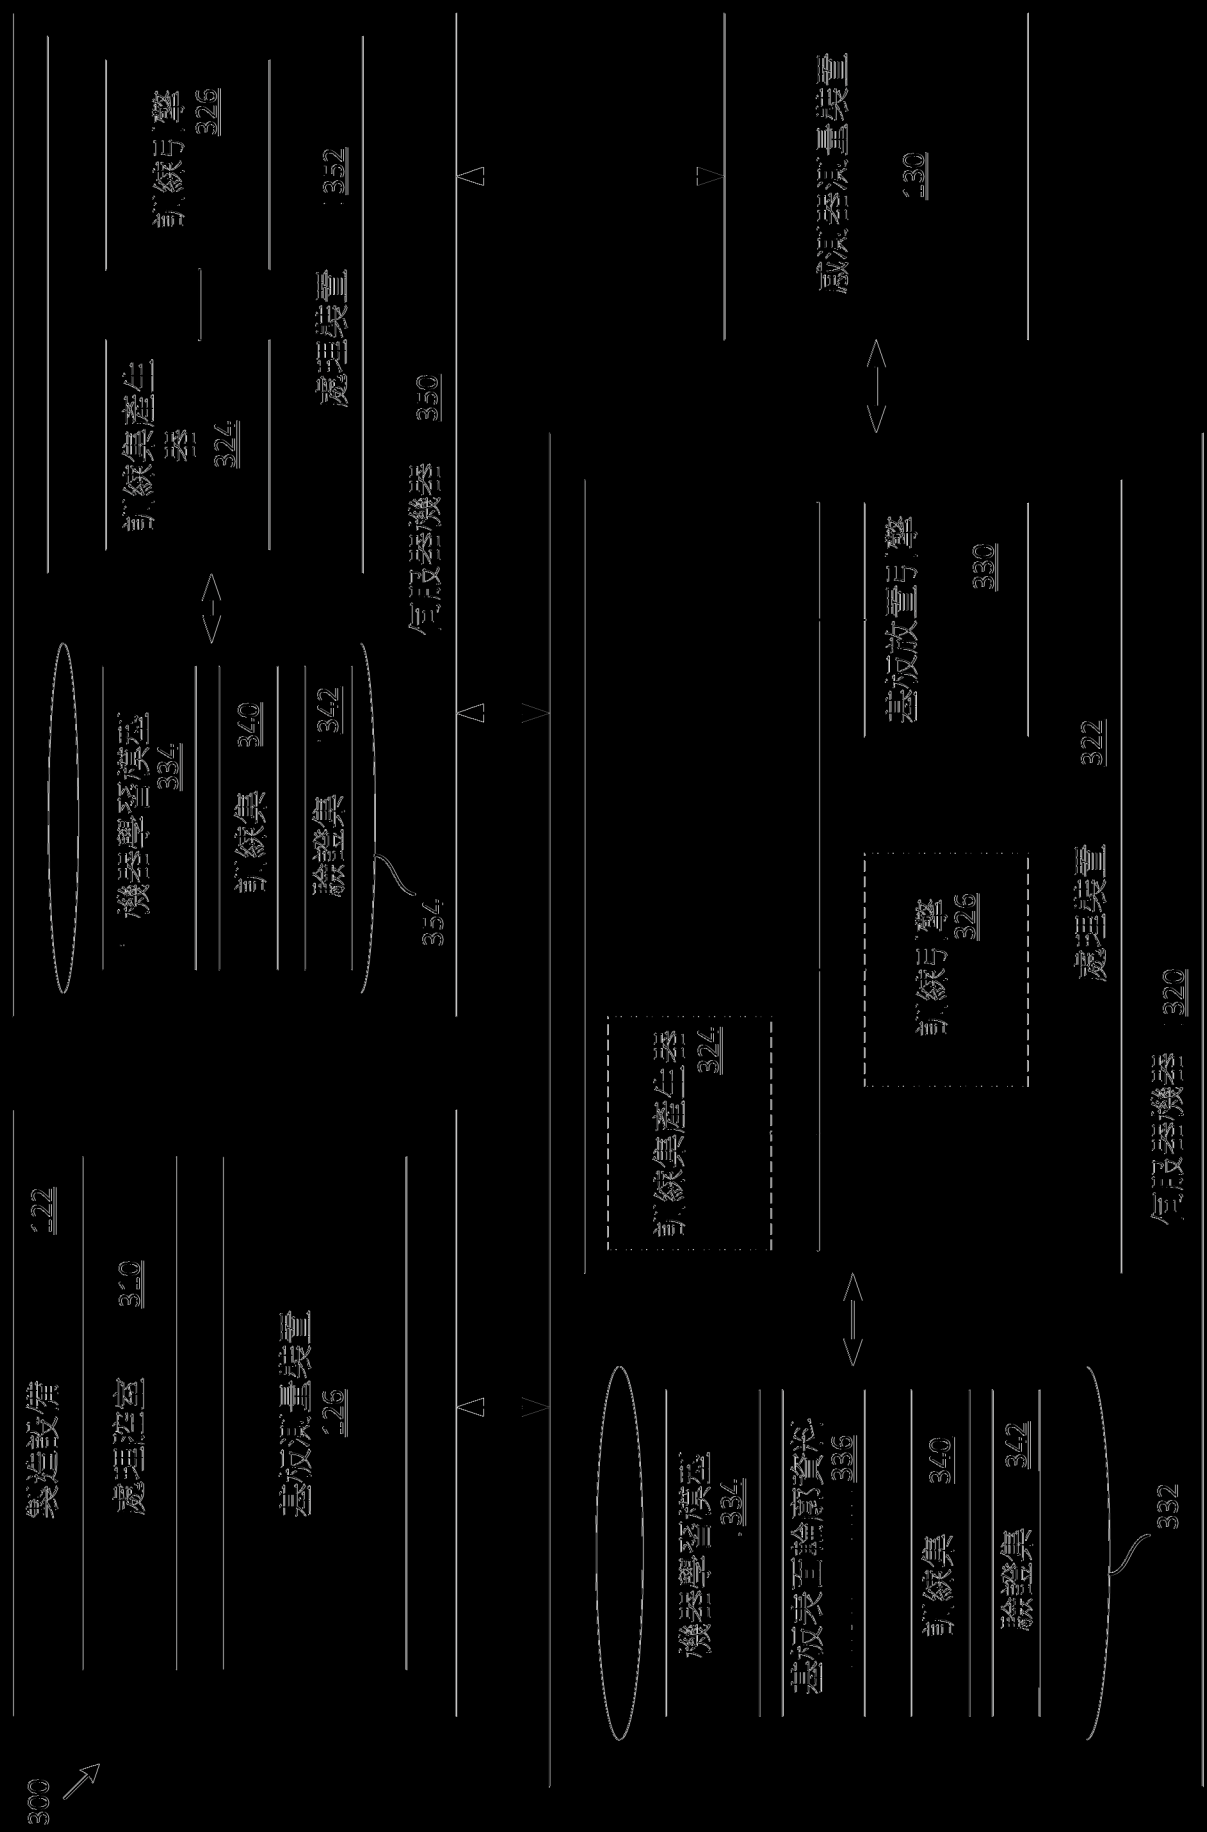 300
製造設備 122
處理腔室 310
基板測量裝置
126
機器學習模型
334
訓練集 340
驗證集 342
354
訓練集產生
器
324
訓練引擎
326
處理裝置 352
伺服器機器 350
機器學習模型
334
基板表面輪廓資訊
336
訓練集 340
驗證集 342
332
訓練集產生器
324
訓練引擎
326
基板放置引擎
330
處理裝置 322
伺服器機器 320
感測器測量裝置
130